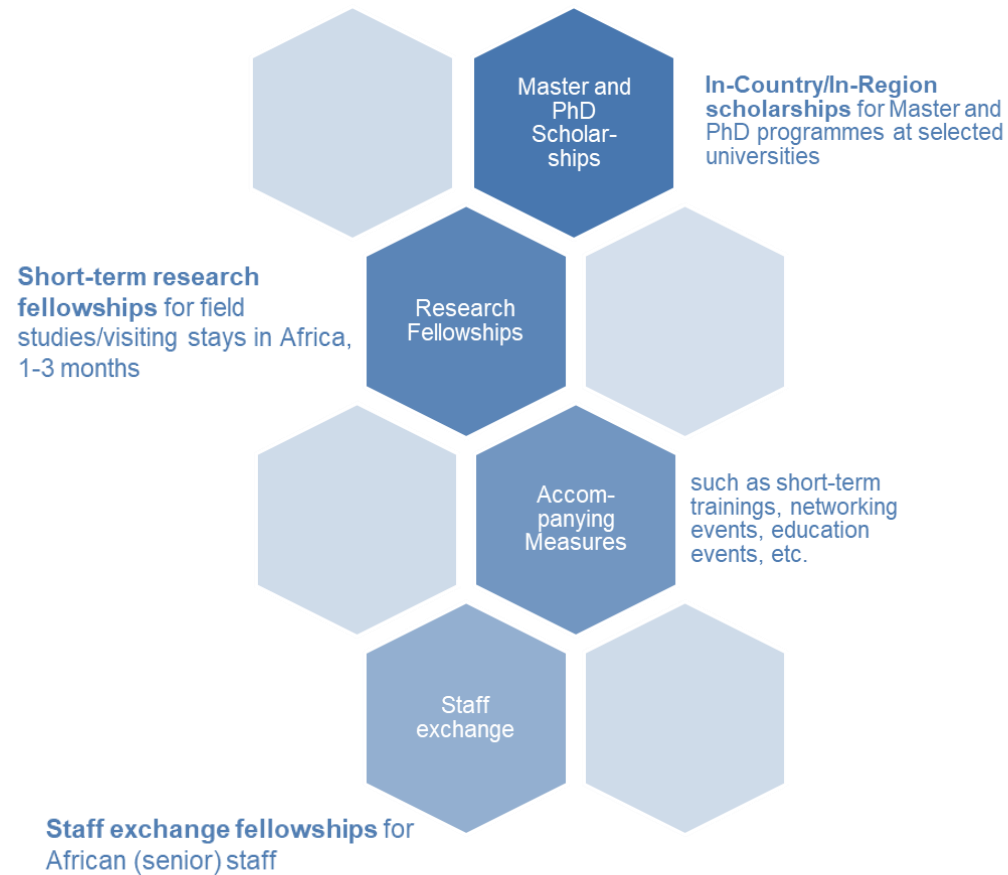 Master and
PhD
Scholar-
ships
In-Country/In-Region
scholarships for Master and
PhD programmes at selected
universities
Short-term research
fellowships for field
studies/visiting stays in Africa,
1-3 months
Research
Fellowships
Accom-
panying
Measures
such as short-term
trainings, networking
events, education
events, etc.
Staff
exchange
Staff exchange fellowships for
African (senior) staff